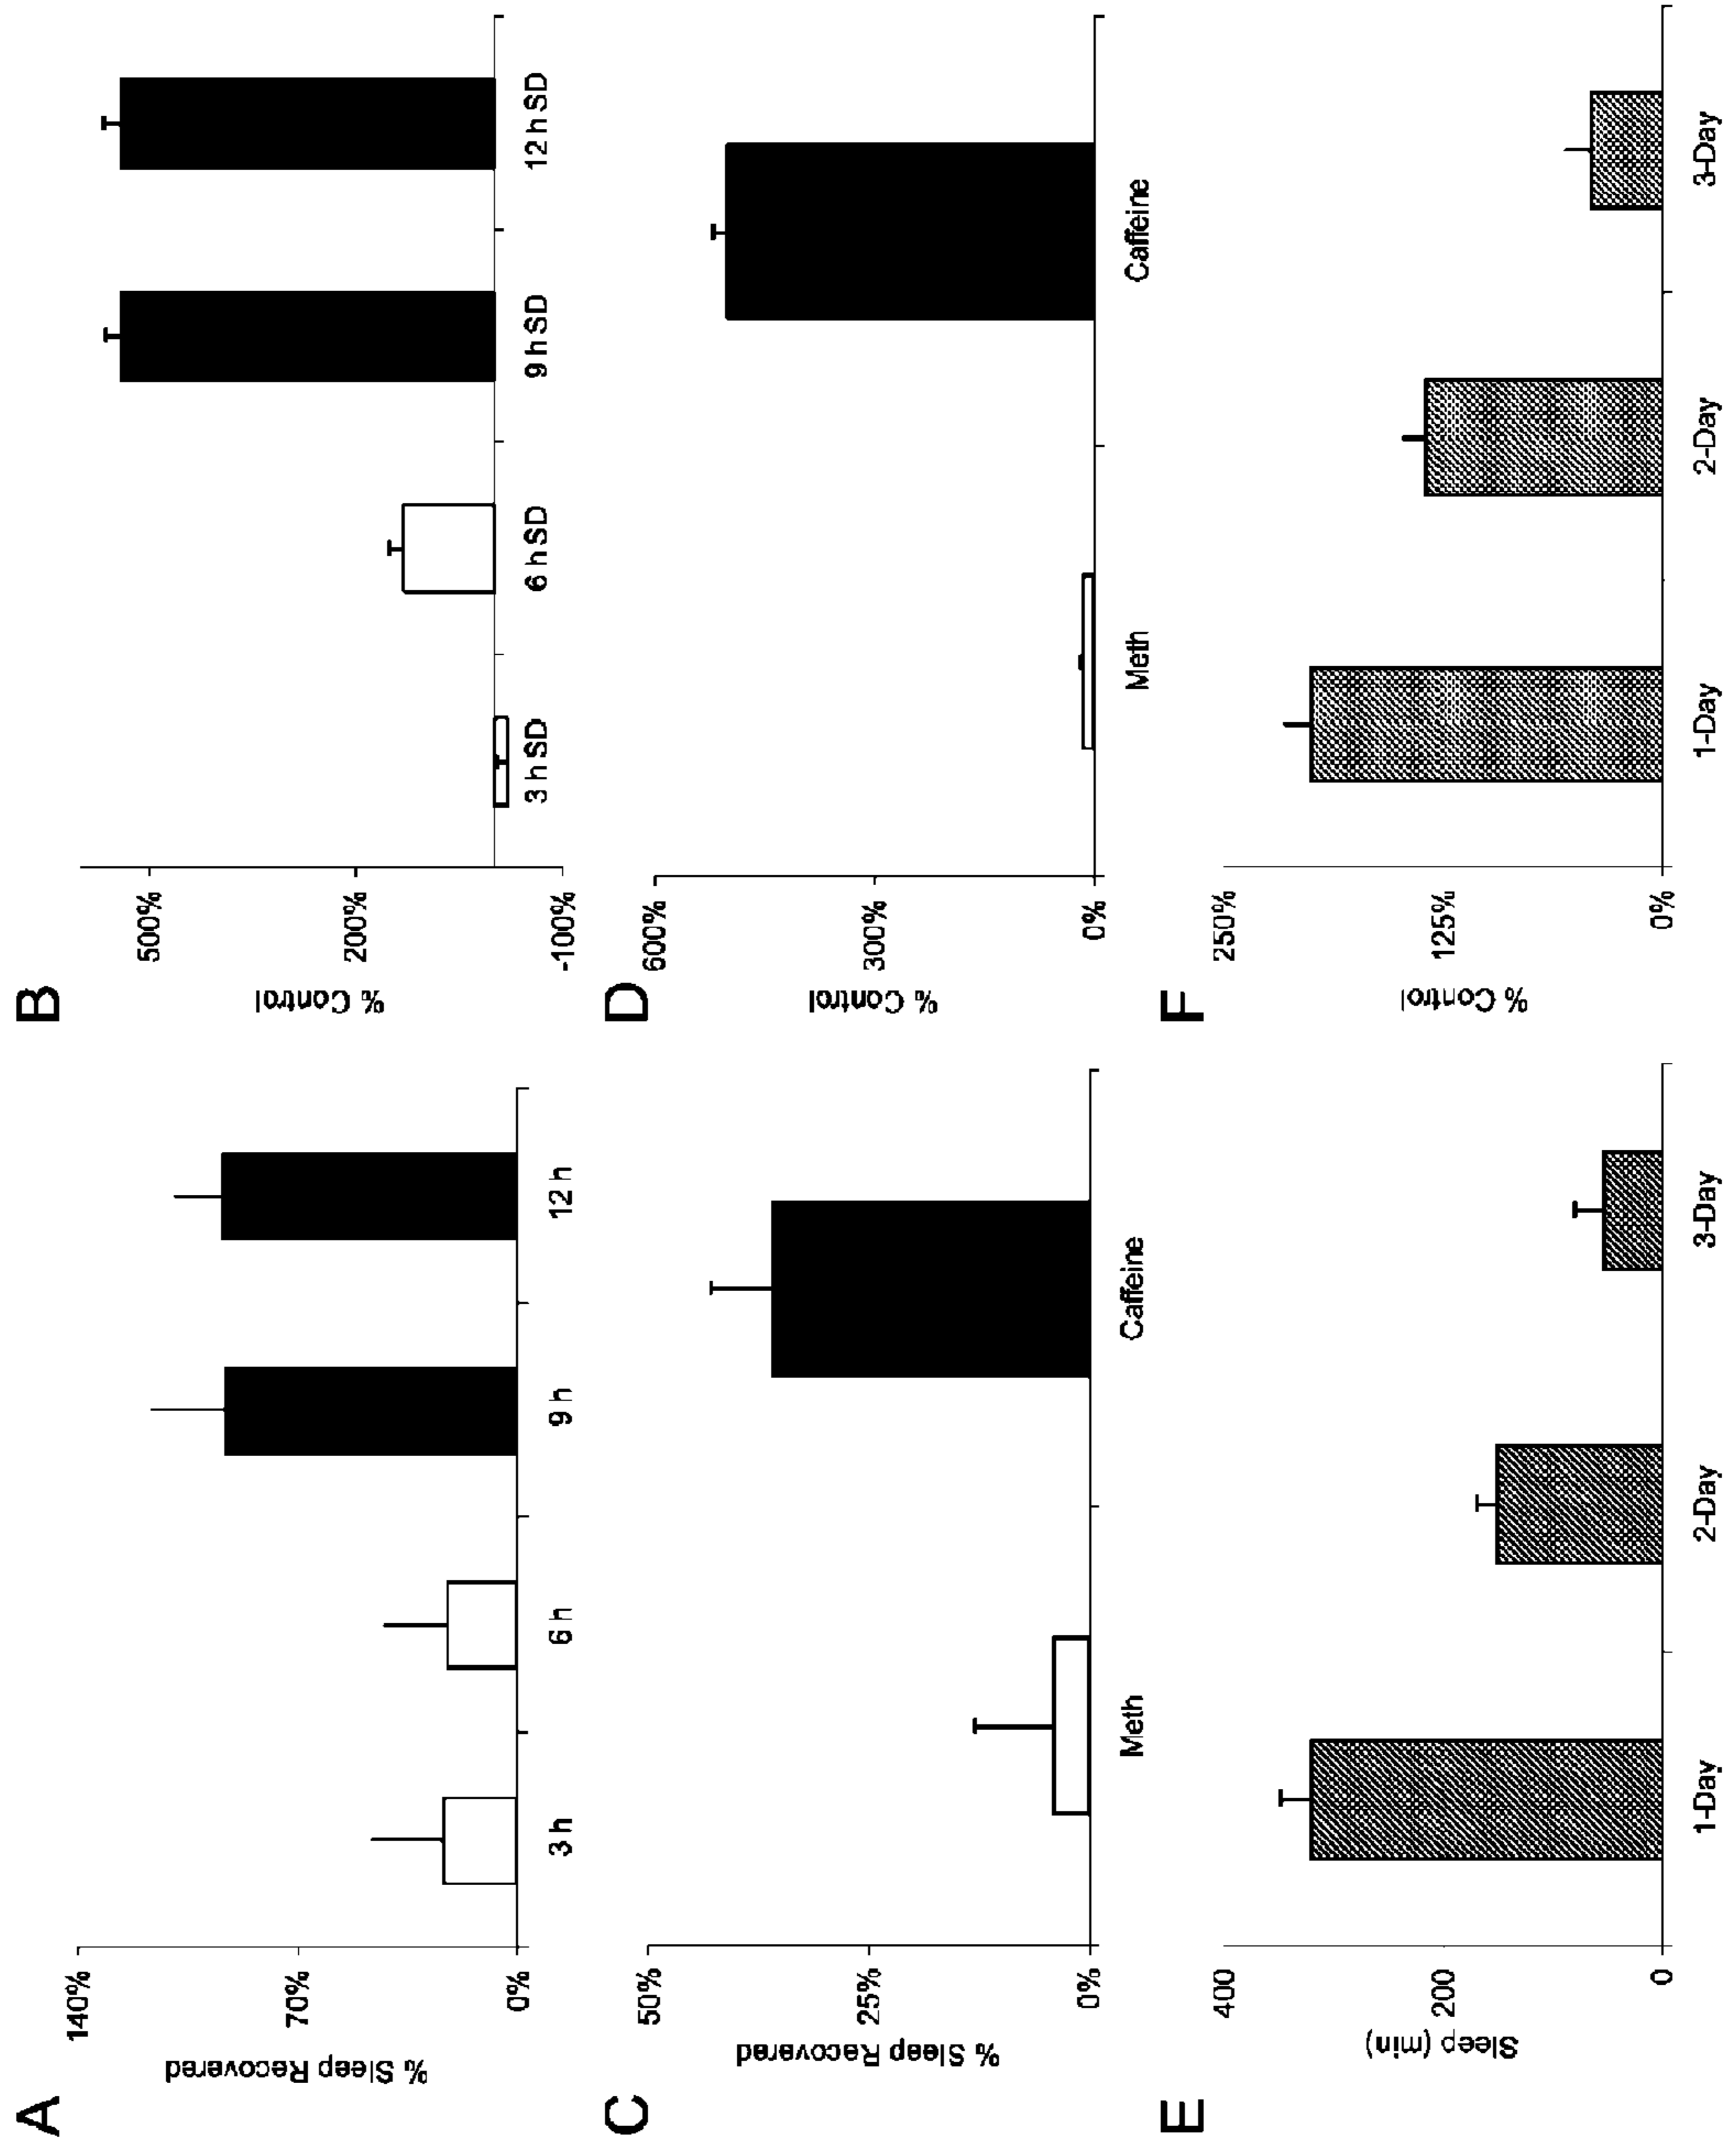 A
% Sleep Recovered
140%
70%
0%
3 h
6 h
9 h
12 h
B
% Control
500%
200%
-100%
3 h SD
6 h SD
9 h SD
12 h SD
C
% Sleep Recovered
50%
25%
0%
Meth
Caffeine
D
% Control
600%
300%
0%
Meth
Caffeine
E
Sleep (min)
400
200
0
1-Day
2-Day
3-Day
F
% Control
250%
125%
0%
1-Day
2-Day
3-Day